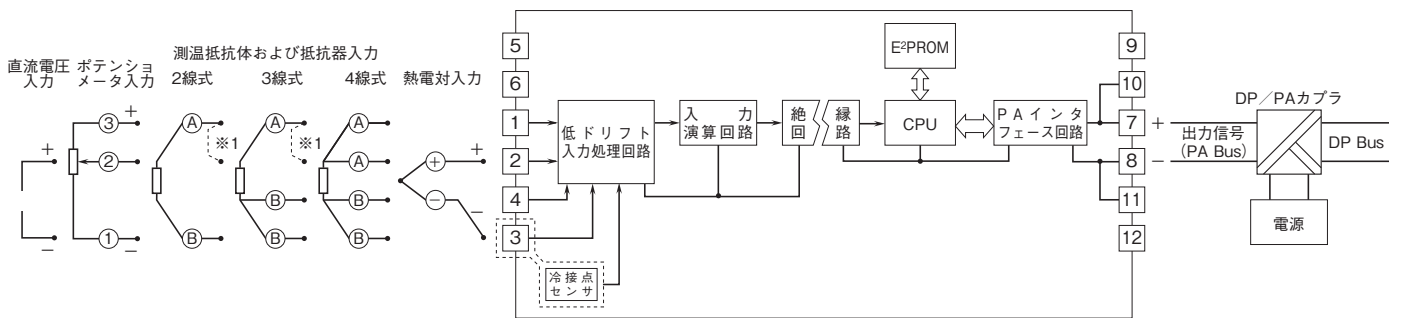 直流電圧
入力
ポテンショ
メータ入力
測温抵抗体および抵抗器入力
2線式
3線式
4線式
熱電対入力
+
−
3
+
2
1
−
A
※1
B
A
※1
B
B
A
A
B
B
+
−
+
−
5
6
1
2
4
3
低ドリフト
入力処理回路
冷接点
センサ
入力
演算回路
絶縁
回路
E²PROM
CPU
PAインタ
フェース回路
9
10
7
8
11
12
+
−
出力信号
(PA Bus)
DP/PAカプラ
DP Bus
電源